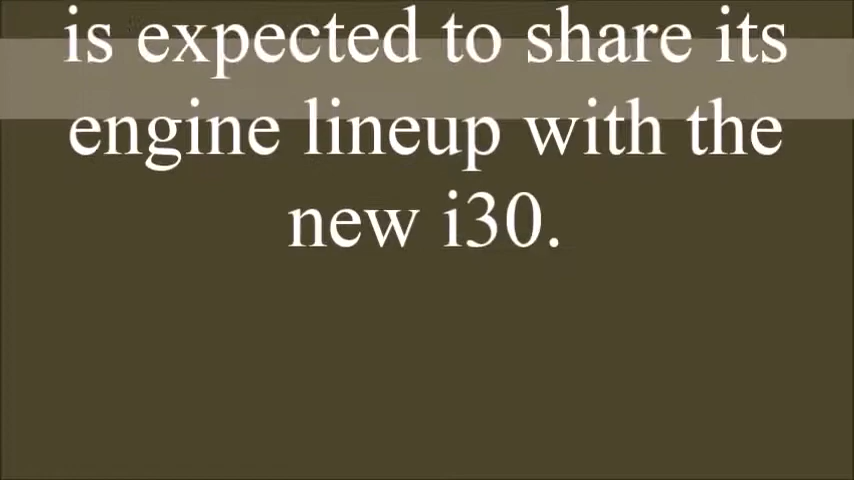 is expected to share its
engine lineup with the
new i30.